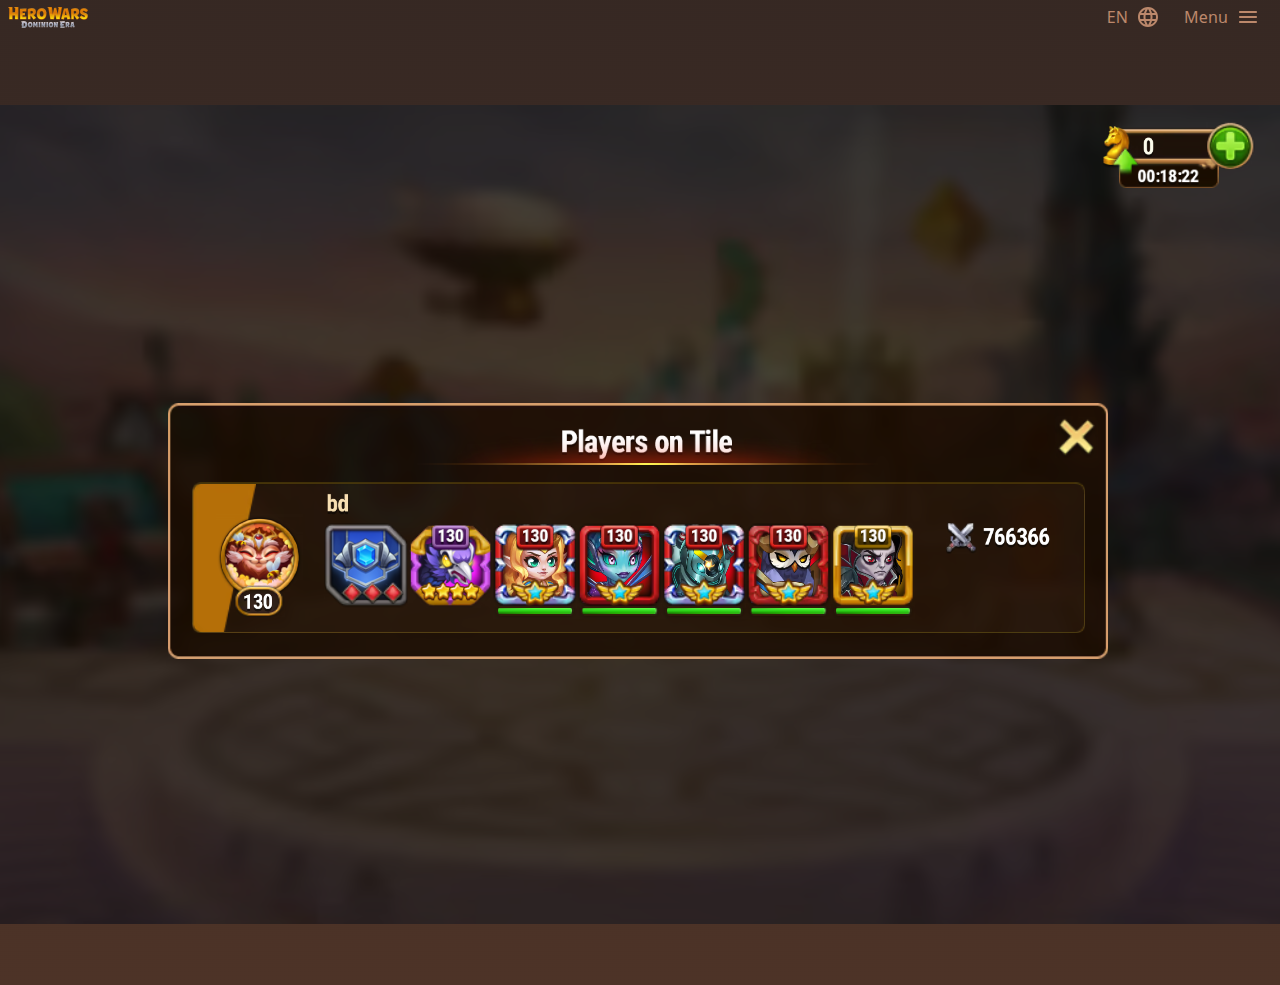 HERO WARS
DOMINION ERA
EN
Menu
0
00:18:22
Players on Tile
bd
130
130 130 130 130 130 130
766366